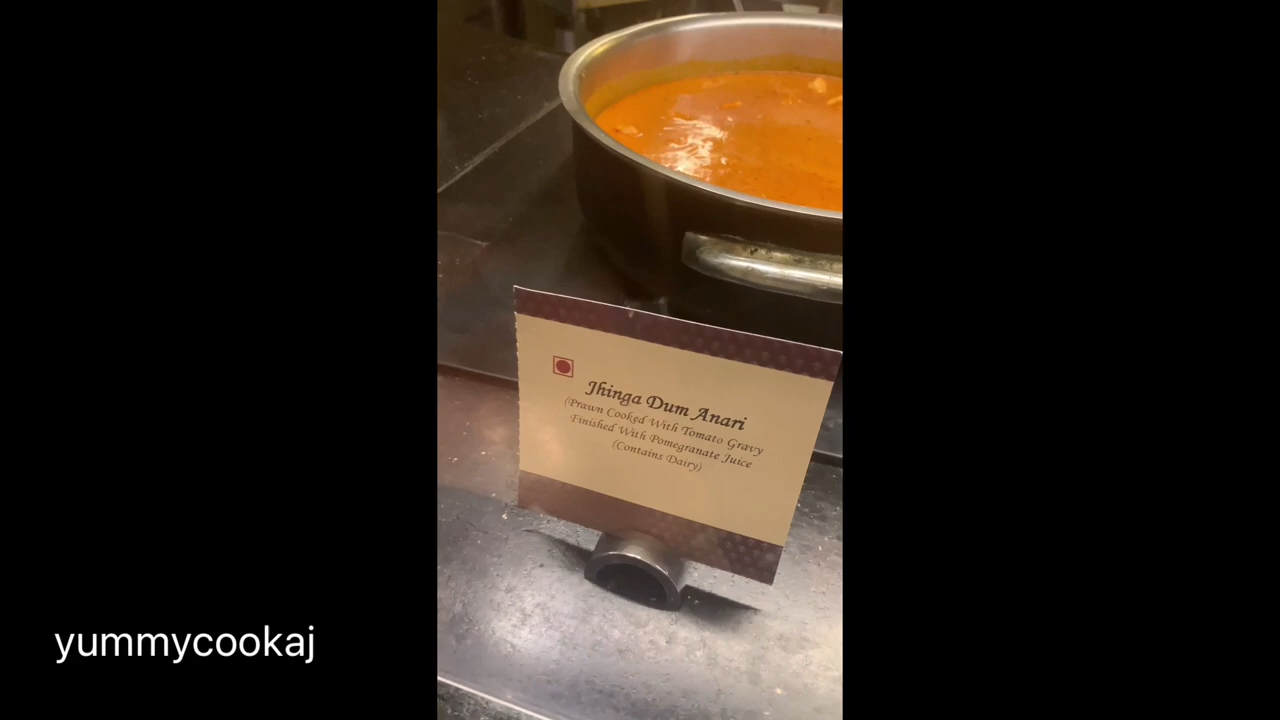 Jhinga Dum Anari
(Prawn Cooked With Tomato Gravy
Finished With Pomegranate Juice
(Contains Dairy)
yummycookaj